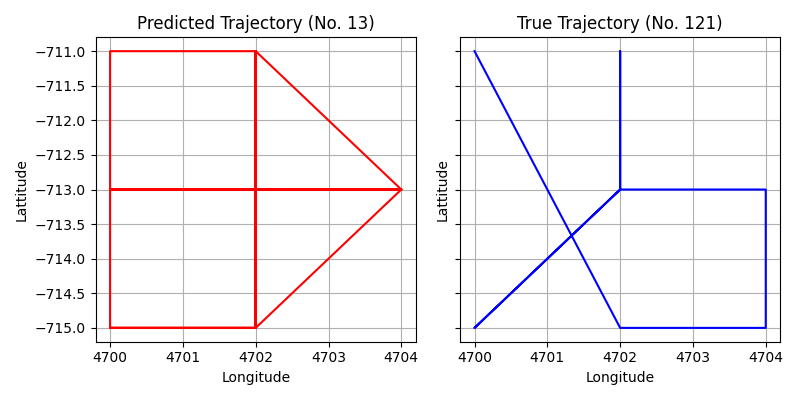 Predicted Trajectory (No. 13)
−711.0
−711.5
−712.0
−712.5
−713.0
−713.5
−714.0
−714.5
−715.0
Lattitude
4700 4701 4702 4703 4704
Longitude
True Trajectory (No. 121)
Lattitude
4700 4701 4702 4703 4704
Longitude